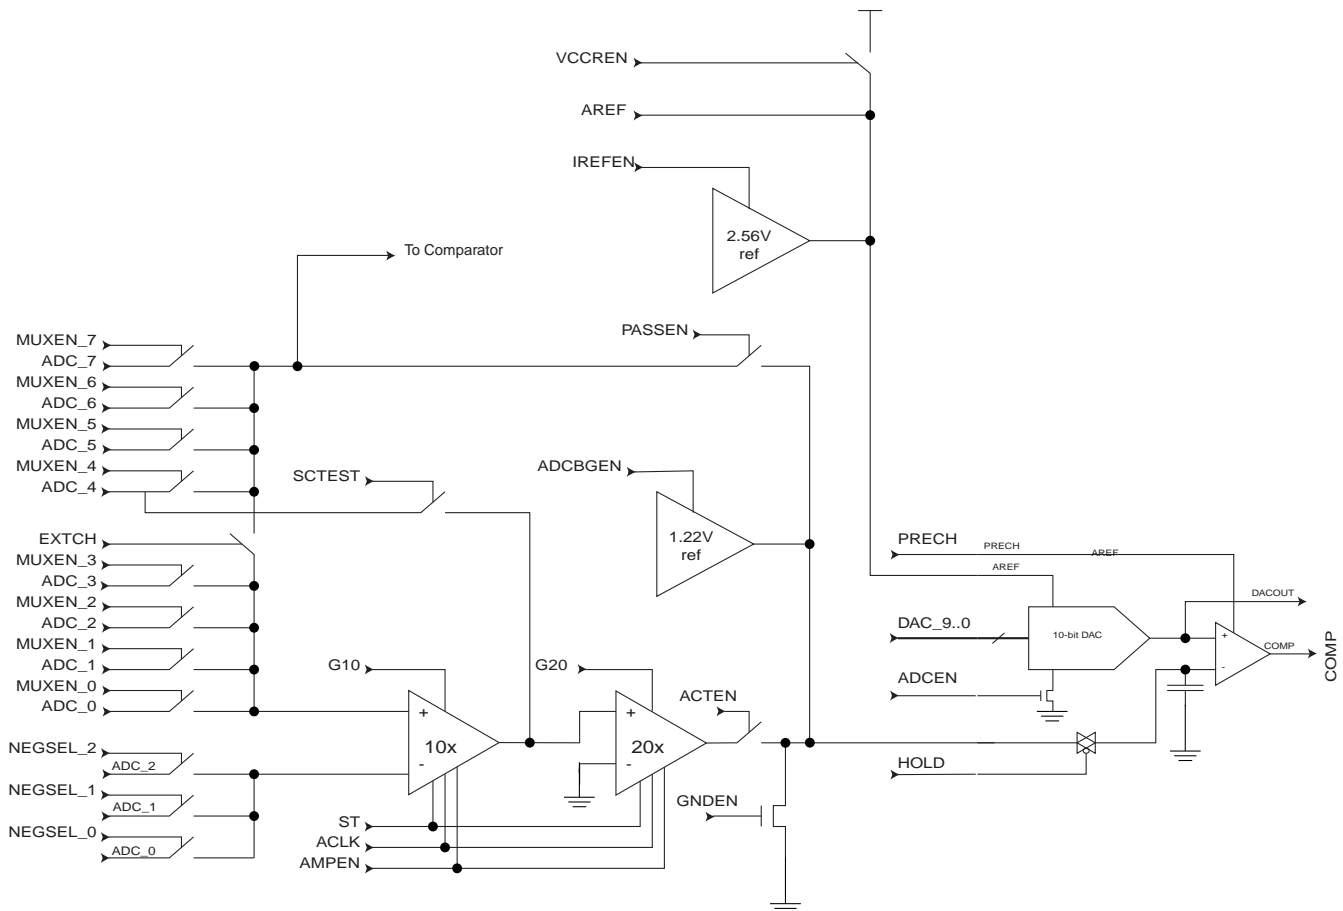 VCCREN
AREF
IREFEN
2.56V
ref
To Comparator
PASSEN
MUXEN_7
ADC_7
MUXEN_6
ADC_6
MUXEN_5
ADC_5
MUXEN_4
ADC_4
SCTEST
ADCBGEN
1.22V
ref
EXTCH
MUXEN_3
ADC_3
MUXEN_2
ADC_2
MUXEN_1
ADC_1
MUXEN_0
ADC_0
PRECH
PRECH
AREF
AREF
DACOUT
DAC_9..0
10-bit DAC
+
-
COMP
COMP
ADCEN
G10
G20
ACTEN
+
10x
-
+
20x
-
NEGSEL_2
ADC_2
NEGSEL_1
ADC_1
NEGSEL_0
ADC_0
HOLD
GNDEN
ST
ACLK
AMPEN